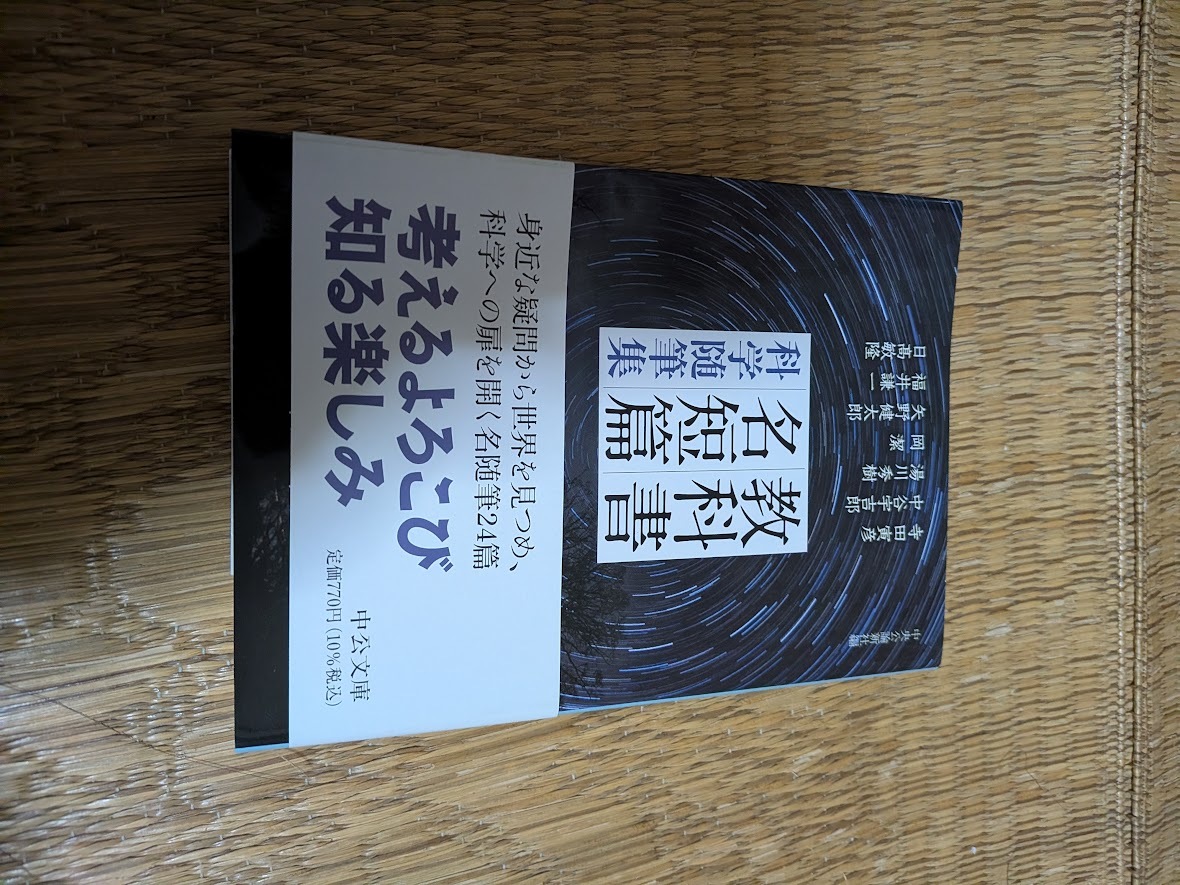 中央公論新社編
寺田寅彦
中谷宇吉郎
湯川秀樹
岡潔
矢野健太郎
福井謙一
日髙敏隆
教科書
名短篇
科学随筆集
身近な疑問から世界を見つめ、
科学への扉を開く名随筆24篇
考えるよろこび
知る楽しみ
中公文庫
定価770円(10%税込)